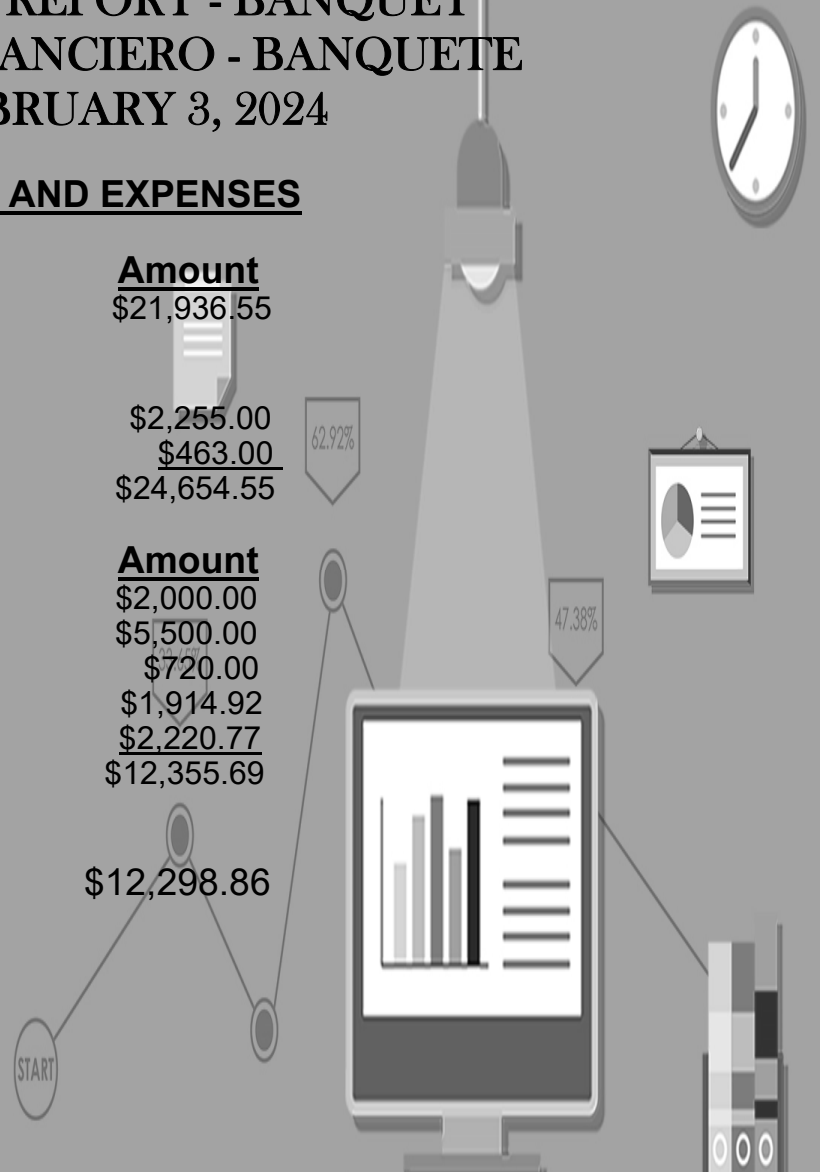 REPORT - BANQUET
ANCIERO - BANQUETE
BRUARY 3, 2024
AND EXPENSES
Amount
$21,936.55
$2,255.00
$463.00
62.92%
$24,654.55
Amount
$2,000.00
$5,500.00
47.38%
$720.00
$1,914.92
$2,220.77
$12,355.69
$12,298.86
START